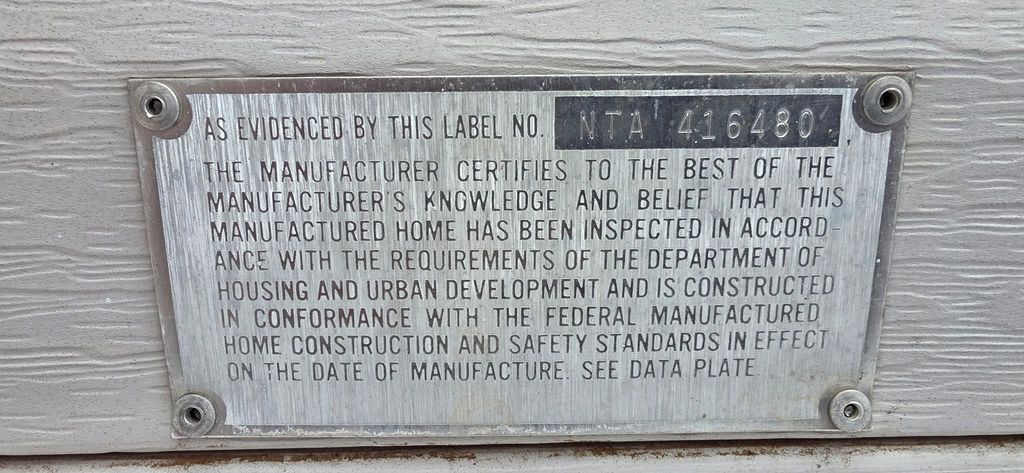 AS EVIDENCED BY THIS LABEL NO. NTA 416480
THE MANUFACTURER CERTIFIES TO THE BEST OF THE
MANUFACTURER'S KNOWLEDGE AND BELIEF THAT THIS
MANUFACTURED HOME HAS BEEN INSPECTED IN ACCORD-
ANCE WITH THE REQUIREMENTS OF THE DEPARTMENT OF
HOUSING AND URBAN DEVELOPMENT AND IS CONSTRUCTED
IN CONFORMANCE WITH THE FEDERAL MANUFACTURED
HOME CONSTRUCTION AND SAFETY STANDARDS IN EFFECT
ON THE DATE OF MANUFACTURE. SEE DATA PLATE.